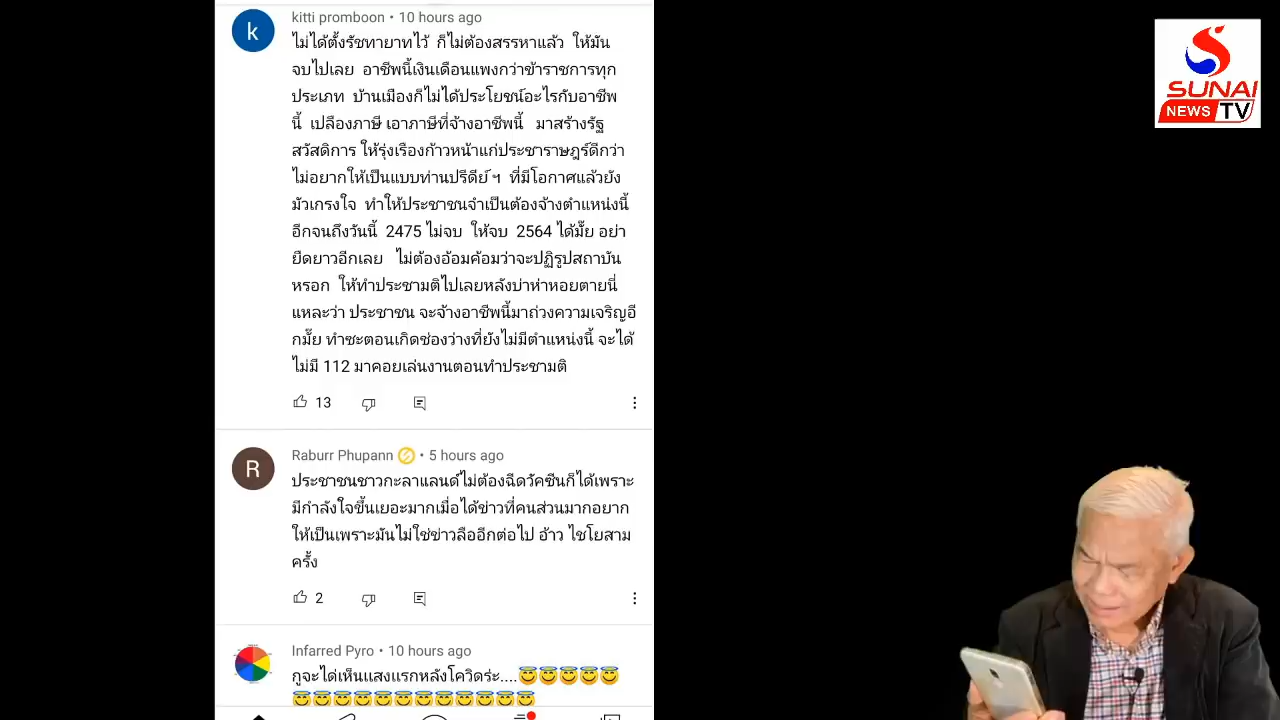 kitti promboon • 10 hours ago
ไม่ได้ตั้งรัชทายาทไว้ ก็ไม่ต้องสรรหาแล้ว ให้มัน
จบไปเลย อาชีพนี้เงินเดือนแพงกว่าข้าราชการทุก
ประเภท บ้านเมืองก็ไม่ได้ประโยชน์อะไรกับอาชีพ
นี้ เปลืองภาษี เอาภาษีที่จ้างอาชีพนี้ มาสร้างรัฐ
สวัสดิการ ให้รุ่งเรืองก้าวหน้าแก่ประชาราษฎร์ดีกว่า
ไม่อยากให้เป็นแบบท่านปรีดีย์ ฯ ที่มีโอกาศแล้วยัง
มัวเกรงใจ ทำให้ประชาชนจำเป็นต้องจ้างตำแหน่งนี้
อีกจนถึงวันนี้ 2475 ไม่จบ ให้จบ 2564 ได้มั้ย อย่า
ยืดยาวอีกเลย ไม่ต้องอ้อมค้อมว่าจะปฏิรูปสถาบัน
หรอก ให้ทำประชามติไปเลยหลังบ่าห่าหอยตายนี่
แหละว่า ประชาชน จะจ้างอาชีพนี้มาถ่วงความเจริญอี
กมั้ย ทำซะตอนเกิดช่องว่างที่ยังไม่มีตำแหน่งนี้ จะได้
ไม่มี 112 มาคอยเล่นงานตอนทำประชามติ
13
Raburr Phupann • 5 hours ago
ประชาชนชาวกะลาแลนด์ไม่ต้องฉีดวัคซีนก็ได้เพราะ
มีกำลังใจขึ้นเยอะมากเมื่อได้ข่าวที่คนส่วนมากอยาก
ให้เป็นเพราะมันไม่ใช่ข่าวลืออีกต่อไป อ้าว ไชโยสาม
ครั้ง
2
Infarred Pyro • 10 hours ago
กูจะได่เห็นแสงแรกหลังโควิดร่ะ....😇😇😇😇😇
😇😇😇😇😇😇😇😇😇😇😇😇
SUNAI
NEWS TV